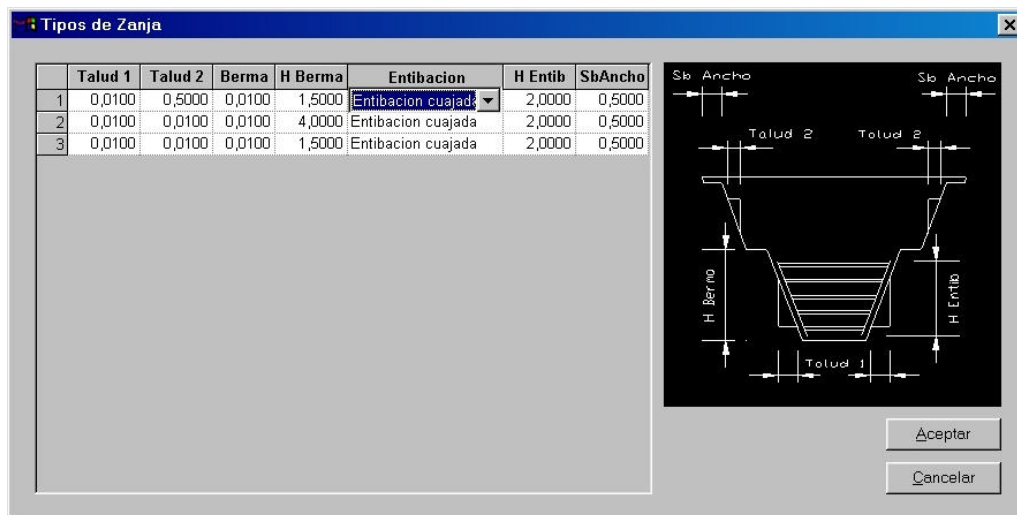 Tipos de Zanja
Talud 1 Talud 2 Berma H Berma Entibacion H Entib SbAncho
1 0,0100 0,5000 0,0100 1,5000 Entibacion cuajada 2,0000 0,5000
2 0,0100 0,0100 0,0100 4,0000 Entibacion cuajada 2,0000 0,5000
3 0,0100 0,0100 0,0100 1,5000 Entibacion cuajada 2,0000 0,5000
Sb Ancho Sb Ancho
Talud 2 Talud 2
H Berma H Entib
Talud 1
Aceptar
Cancelar